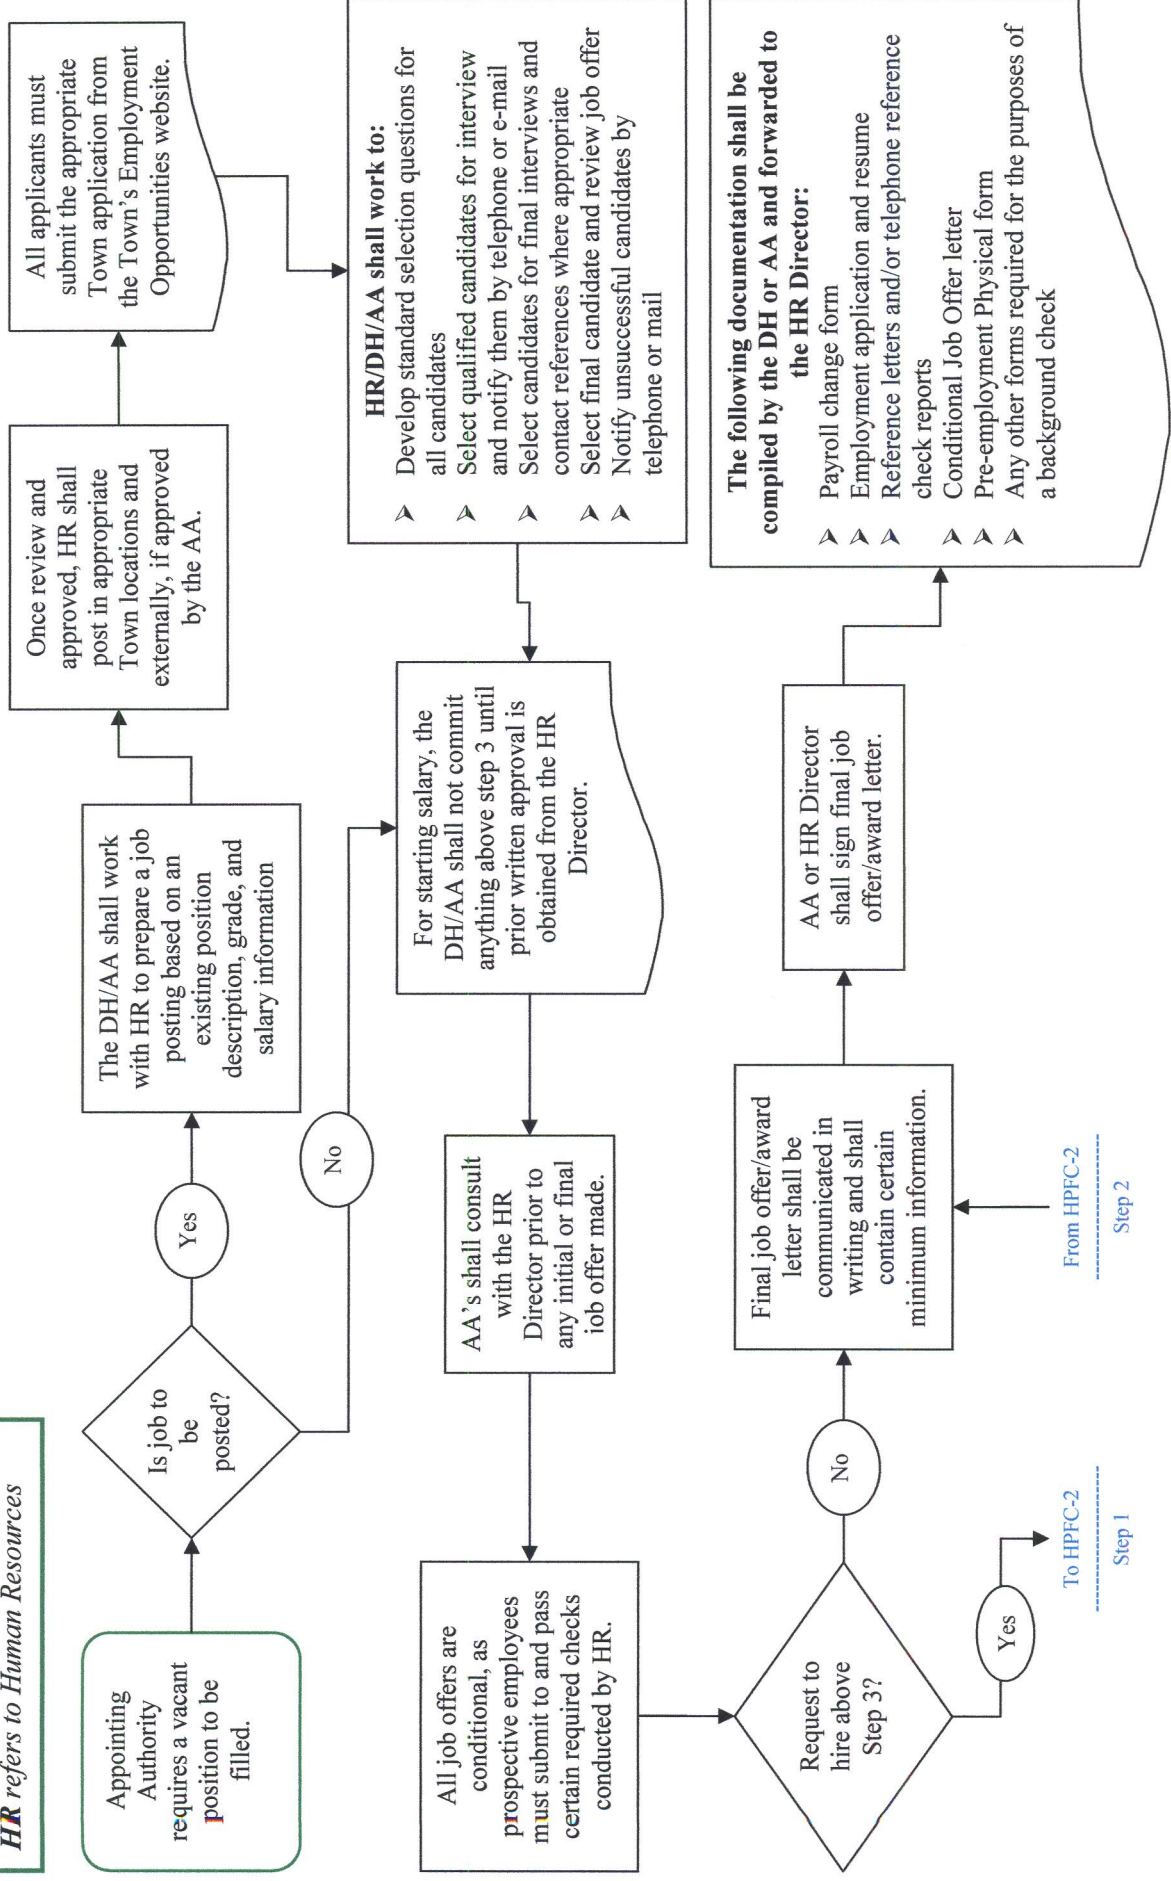 HR refers to Human Resources
Appointing
Authority
requires a vacant
position to be
filled.
Is job to
be
posted?
Yes
No
The DH/AA shall work
with HR to prepare a job
posting based on an
existing position
description, grade, and
salary information
Once review and
approved, HR shall
post in appropriate
Town locations and
externally, if approved
by the AA.
All applicants must
submit the appropriate
Town application from
the Town's Employment
Opportunities website.
HR/DH/AA shall work to:
➢ Develop standard selection questions for
all candidates
➢ Select qualified candidates for interview
and notify them by telephone or e-mail
➢ Select candidates for final interviews and
contact references where appropriate
➢ Select final candidate and review job offer
➢ Notify unsuccessful candidates by
telephone or mail
For starting salary, the
DH/AA shall not commit
anything above step 3 until
prior written approval is
obtained from the HR
Director.
AA's shall consult
with the HR
Director prior to
any initial or final
job offer made.
All job offers are
conditional, as
prospective employees
must submit to and pass
certain required checks
conducted by HR.
Request to
hire above
Step 3?
Yes
To HPFC-2
Step 1
No
Final job offer/award
letter shall be
communicated in
writing and shall
contain certain
minimum information.
From HPFC-2
Step 2
AA or HR Director
shall sign final job
offer/award letter.
The following documentation shall be
compiled by the DH or AA and forwarded to
the HR Director:
➢ Payroll change form
➢ Employment application and resume
➢ Reference letters and/or telephone reference
check reports
➢ Conditional Job Offer letter
➢ Pre-employment Physical form
➢ Any other forms required for the purposes of
a background check